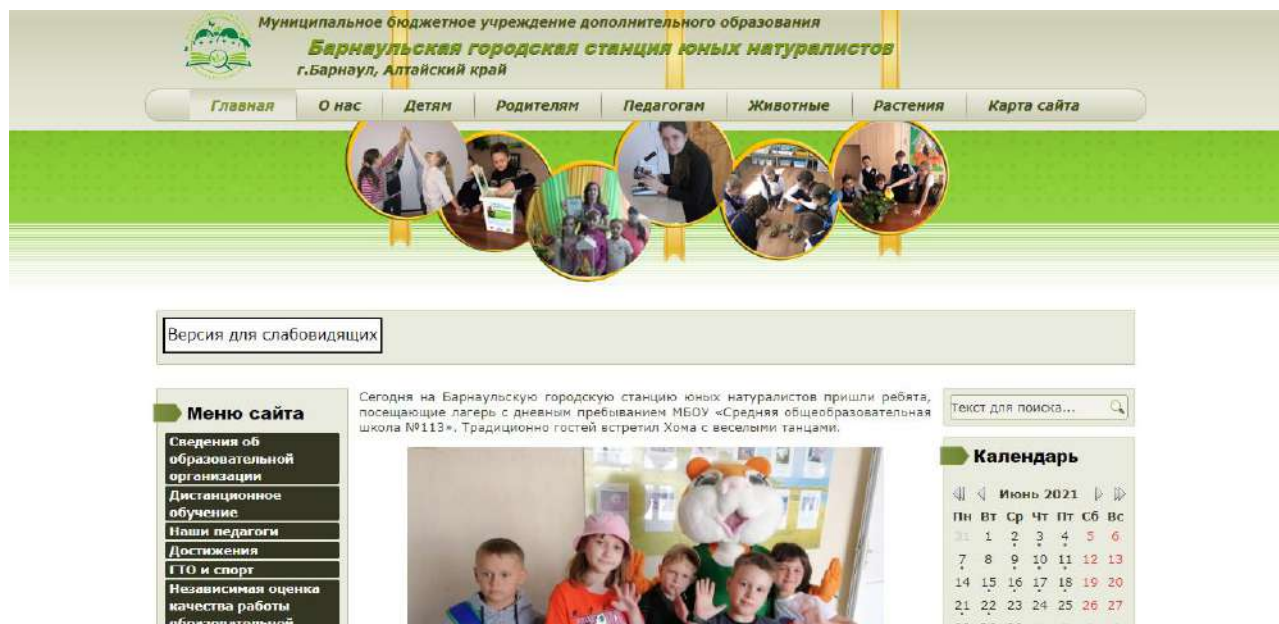 Муниципальное бюджетное учреждение дополнительного образования
Барнаульская городская станция юных натуралистов
г.Барнаул, Алтайский край
Главная О нас Детям Родителям Педагогам Животные Растения Карта сайта
Версия для слабовидящих
Меню сайта
Сведения об
образовательной
организации
Дистанционное
обучение
Наши педагоги
Достижения
ГТО и спорт
Независимая оценка
качества работы
образовательной
Сегодня на Барнаульскую городскую станцию юных натуралистов пришли ребята,
посещающие лагерь с дневным пребыванием МБОУ «Средняя общеобразовательная
школа №113». Традиционно гостей встретил Хома с веселыми танцами.
Текст для поиска...
Календарь
Июнь 2021
Пн Вт Ср Чт Пт Сб Вс
31 1 2 3 4 5 6
7 8 9 10 11 12 13
14 15 16 17 18 19 20
21 22 23 24 25 26 27